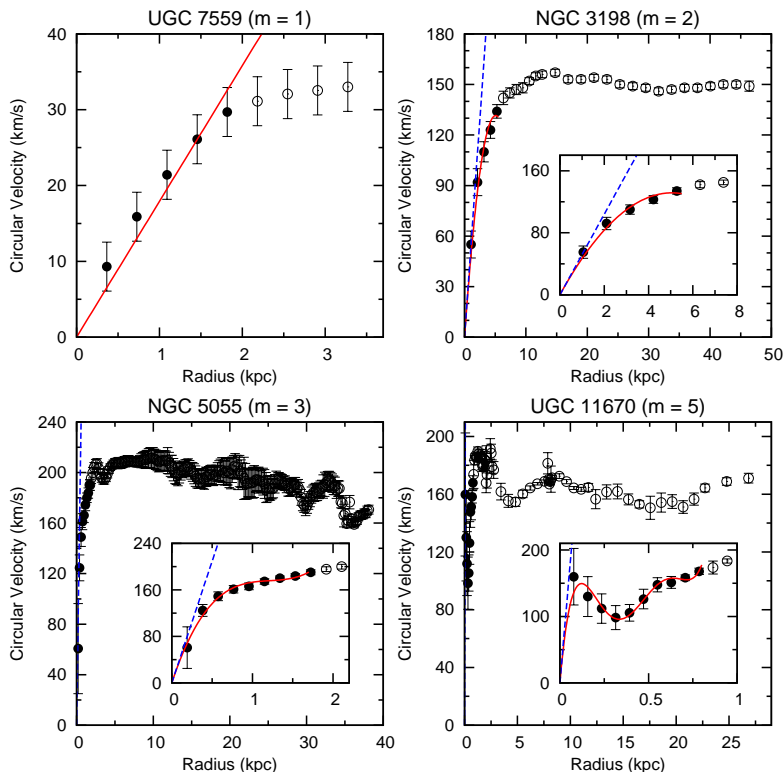 UGC 7559 (m = 1)
Circular Velocity (km/s)
40
30
20
10
0
0 1 2 3
Radius (kpc)
NGC 3198 (m = 2)
Circular Velocity (km/s)
180
150
120
90
60
30
0
0 10 20 30 40 50
Radius (kpc)
160
80
0
0 2 4 6 8
NGC 5055 (m = 3)
Circular Velocity (km/s)
240
200
160
120
80
40
0
0 10 20 30 40
Radius (kpc)
240
160
80
0
0 1 2
UGC 11670 (m = 5)
Circular Velocity (km/s)
200
160
120
80
40
0
0 5 10 15 20 25
Radius (kpc)
200
150
100
50
0
0 0.5 1